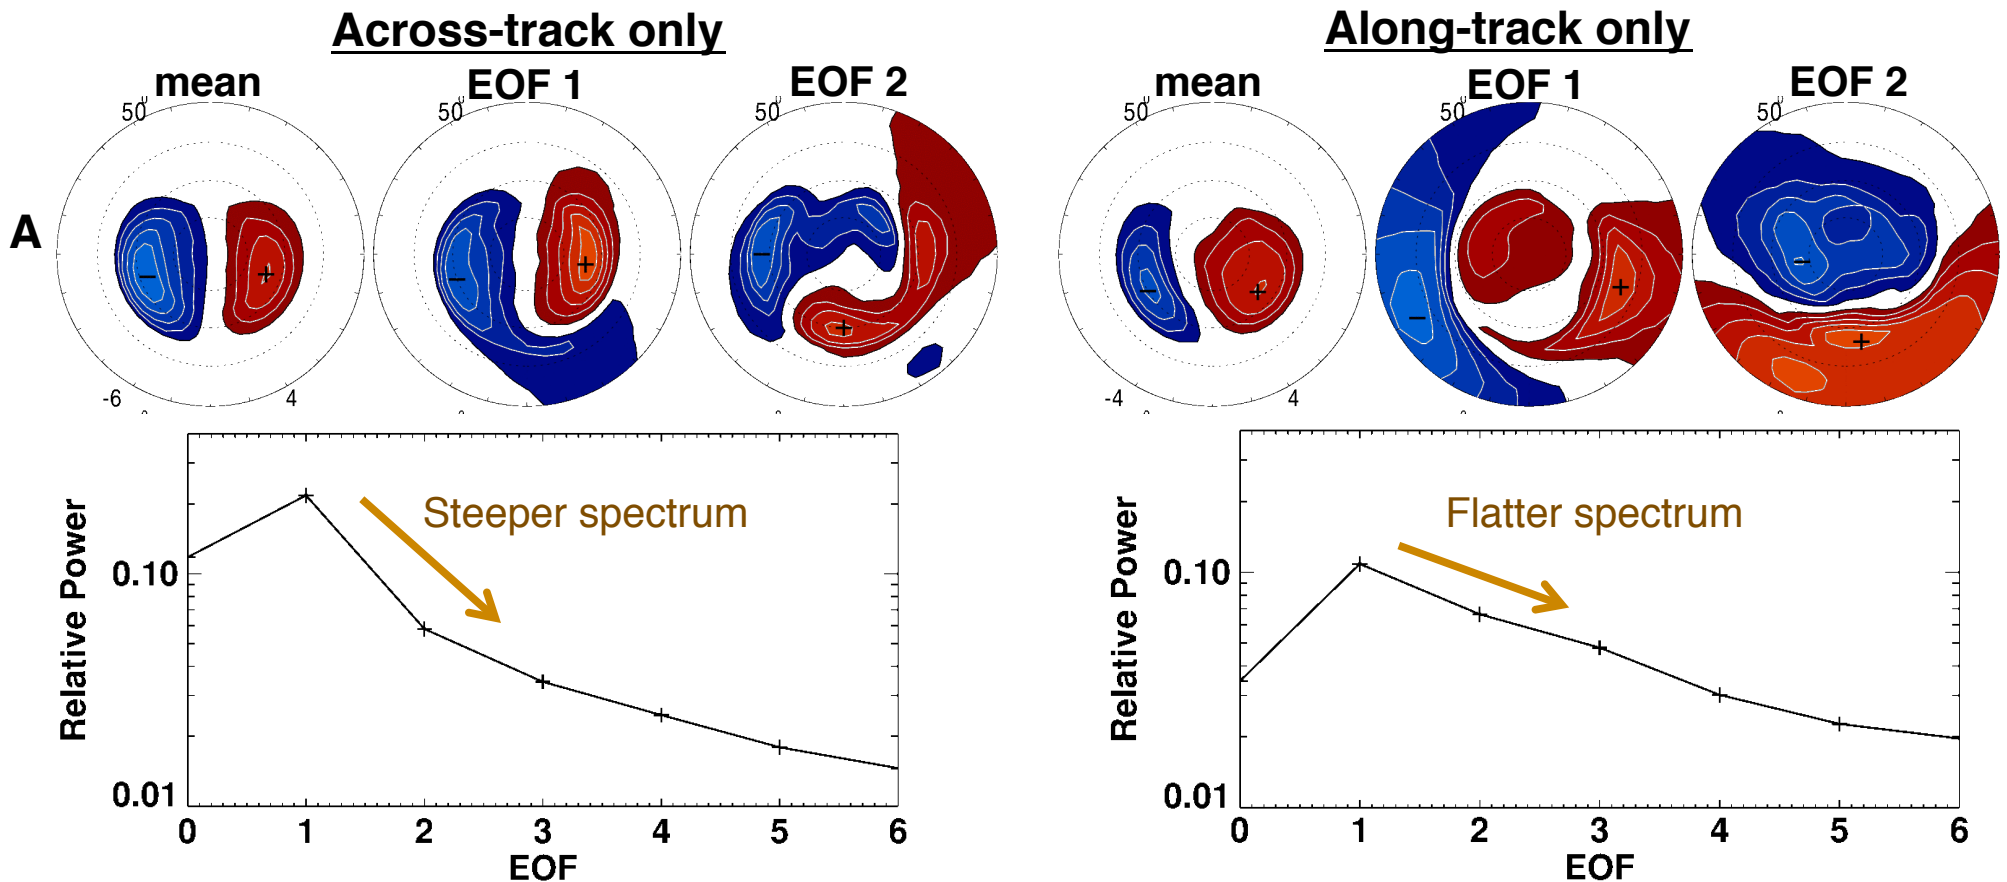 Across-track only
mean EOF 1 EOF 2
50 50 50
A
− + − + − +
-6 4
Along-track only
mean EOF 1 EOF 2
50 50 50
− + − + − +
-4 4
Relative Power
0.10
0.01
Steeper spectrum
0 1 2 3 4 5 6
EOF
Relative Power
0.10
0.01
Flatter spectrum
0 1 2 3 4 5 6
EOF